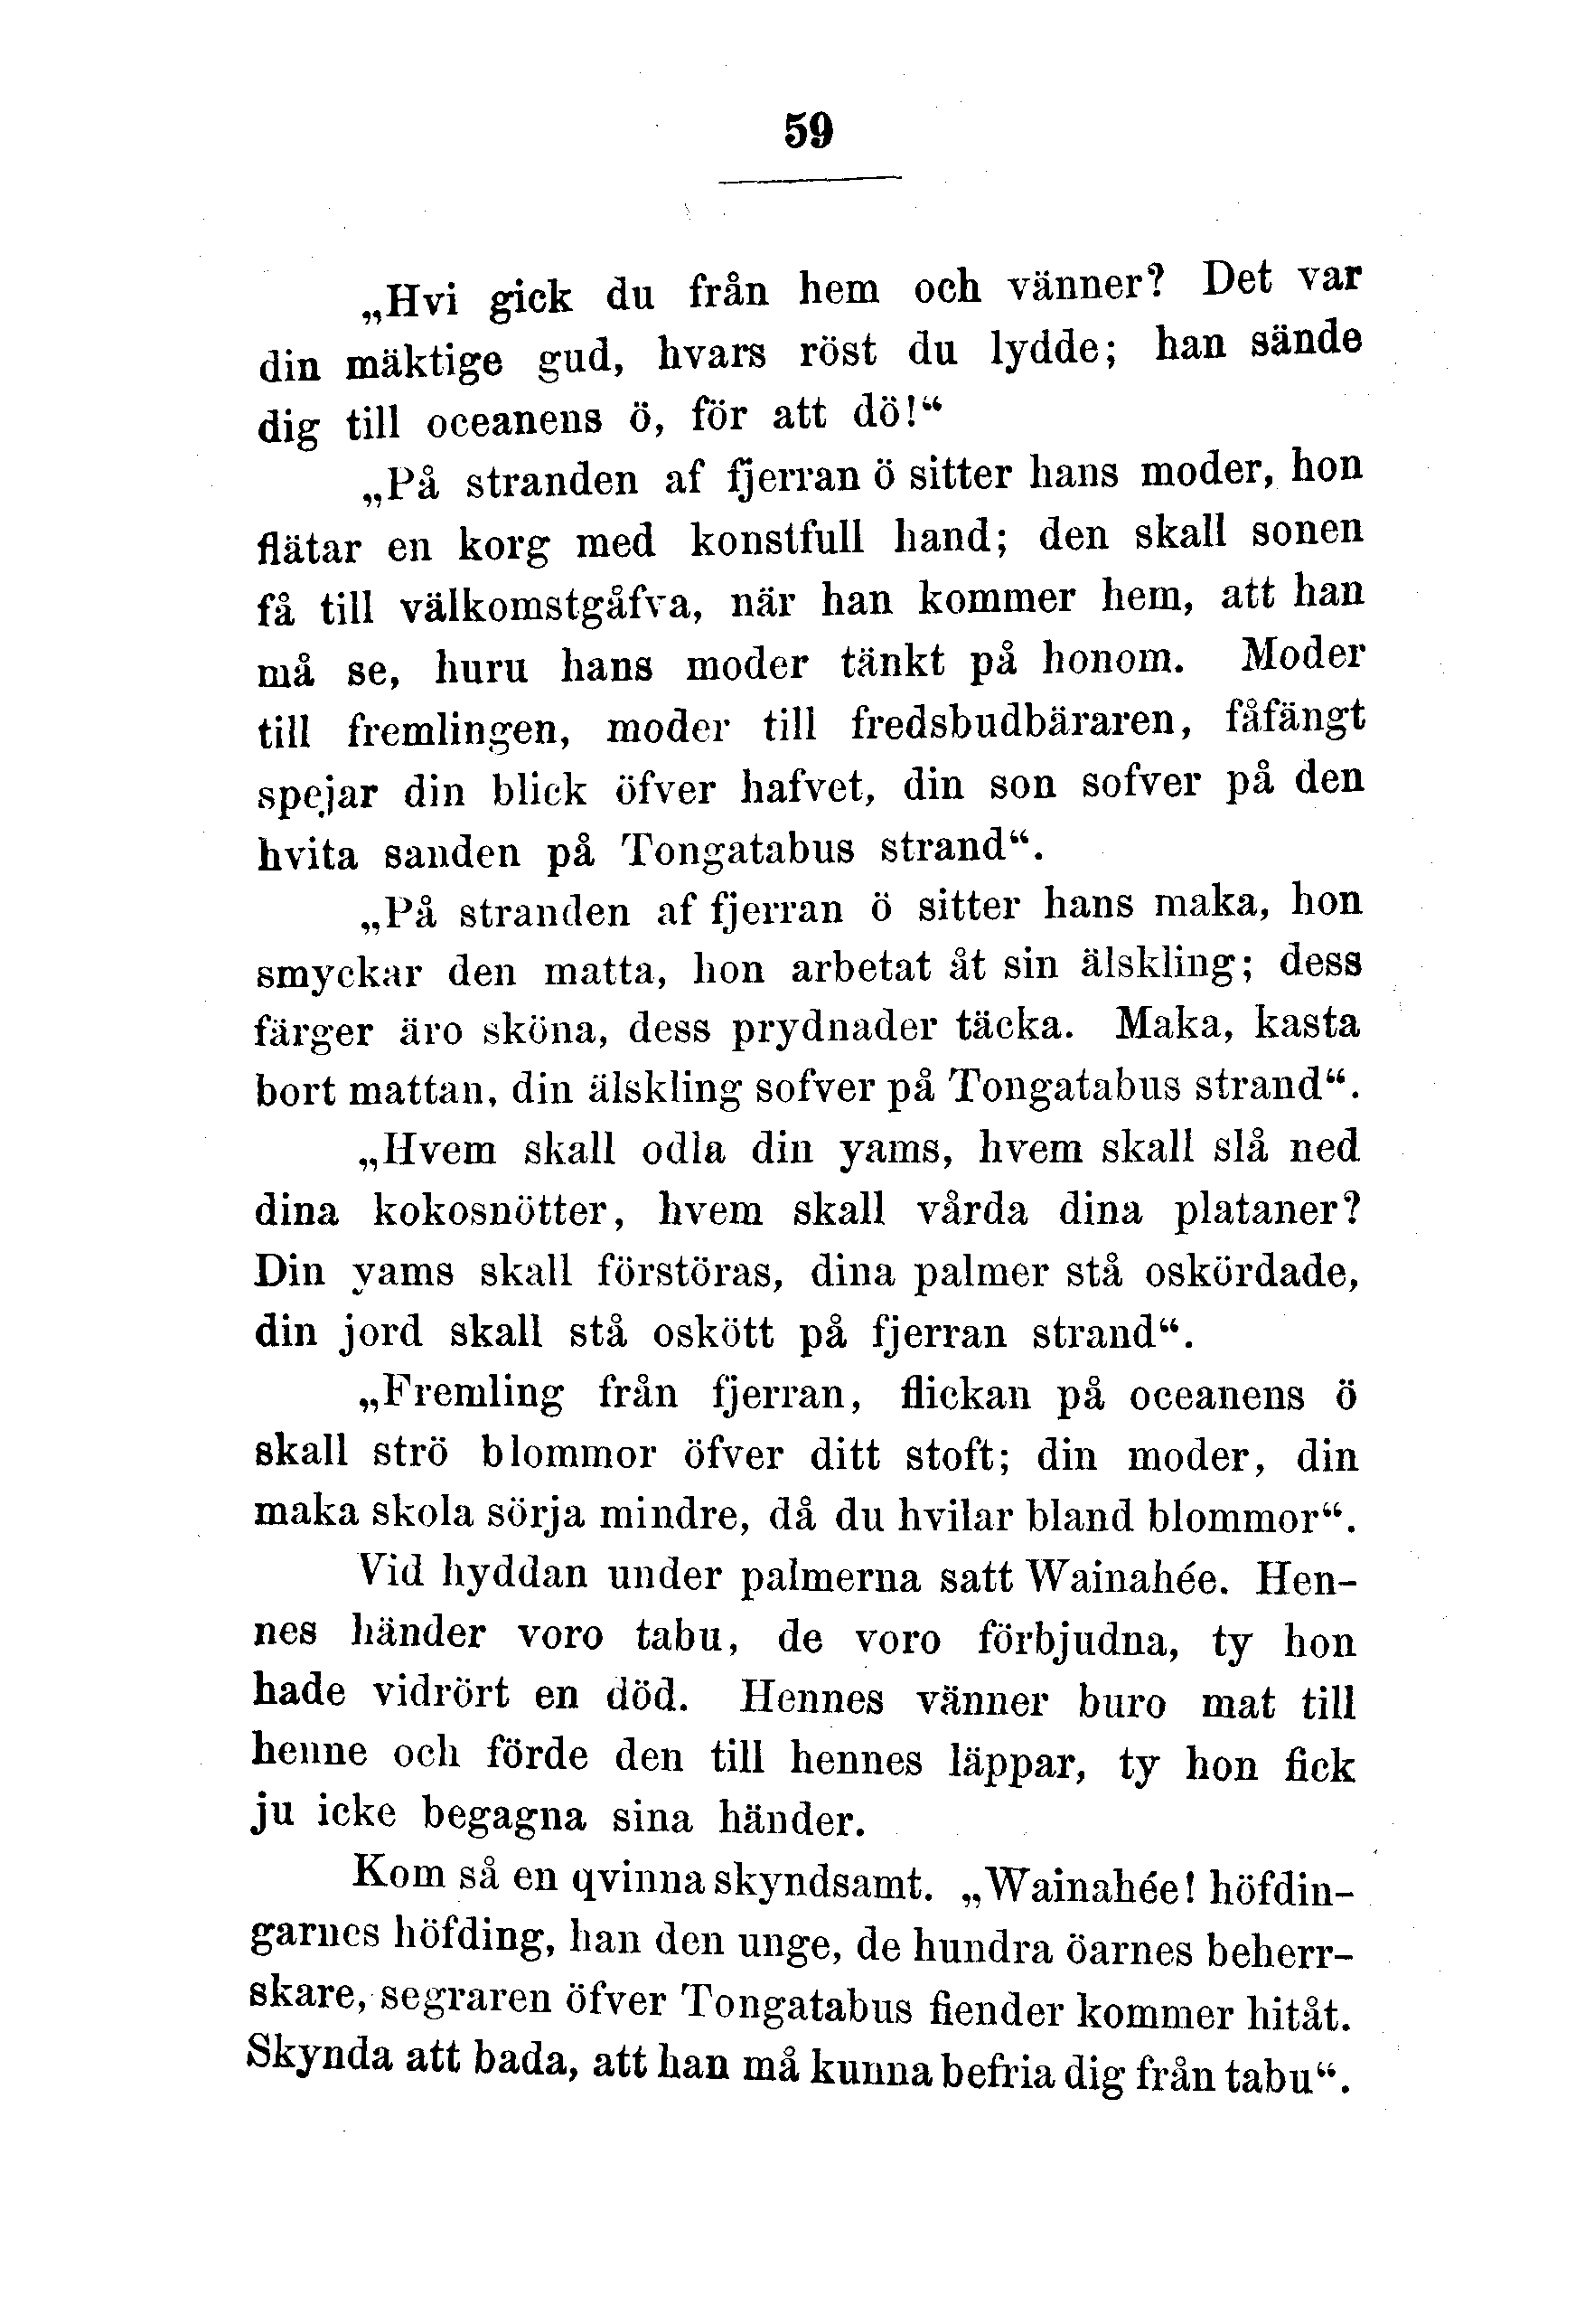 59
„Hvi gick du från hem och vänner? Det var
din mäktige gud, hvars röst du lydde; han sände
dig till oceanens ö, för att dö!“
„På stranden af fjerran ö sitter hans moder, hon
flätar en korg med konstfull hand; den skall sonen
få till välkomstgåfva, när han kommer hem, att han
må se, huru hans moder tänkt på honom. Moder
till fremlingen, moder till fredsbudbäraren, fåfängt
spejar din blick öfver hafvet, din son sofver på den
hvita sanden på Tongatabus strand“.
„På stranden af fjerran ö sitter hans maka, hon
smyckar den matta, hon arbetat åt sin älskling; dess
färger äro sköna, dess prydnader täcka. Maka, kasta
bort mattan, din älskling sofver på Tongatabus strand“.
„Hvem skall odla din yams, hvem skall slå ned
dina kokosnötter, hvem skall vårda dina plataner?
Din yams skall förstöras, dina palmer stå oskördade,
din jord skall stå oskött på fjerran strand“.
„Fremling från fjerran, flickan på oceanens ö
skall strö blommor öfver ditt stoft; din moder, din
maka skola sörja mindre, då du hvilar bland blommor“.
Vid hyddan under palmerna satt Wainahée. Hen-
nes händer voro tabu, de voro förbjudna, ty hon
hade vidrört en död. Hennes vänner buro mat till
henne och förde den till hennes läppar, ty hon fick
ju icke begagna sina händer.
Kom så en qvinna skyndsamt. „Wainahée! höfdin-
garnes höfding, han den unge, de hundra öarnes beherr-
skare, segraren öfver Tongatabus fiender kommer hitåt.
Skynda att bada, att han må kunna befria dig från tabu“.